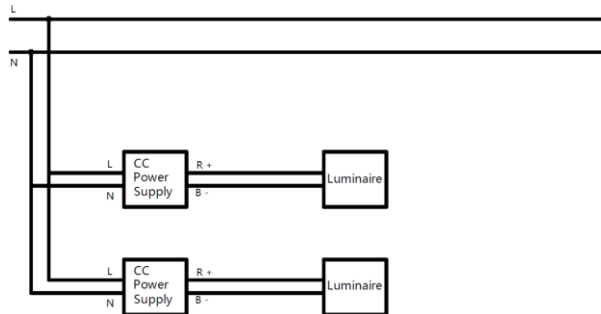 L
N
L
CC
Power
Supply
N
R +
B -
Luminaire
L
CC
Power
Supply
N
R +
B -
Luminaire